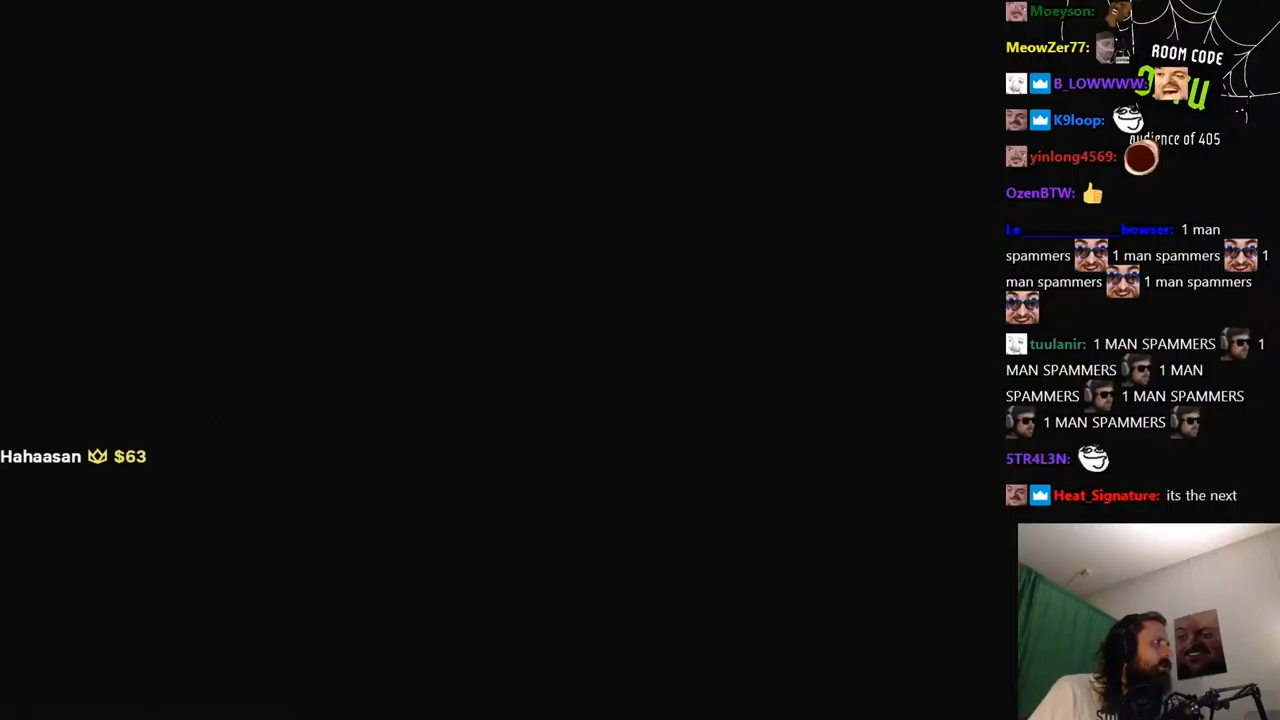 Moeyson:
MeowZer77:
ROOM CODE
B_LOWWWW:
K9loop:
audience of 405
yinlong4569:
OzenBTW:
Le______________bowser: 1 man
spammers 1 man spammers 1
man spammers 1 man spammers
tuulanir: 1 MAN SPAMMERS 1
MAN SPAMMERS 1 MAN
SPAMMERS 1 MAN SPAMMERS
1 MAN SPAMMERS
Hahaasan $63
5TR4L3N:
Heat_Signature: its the next